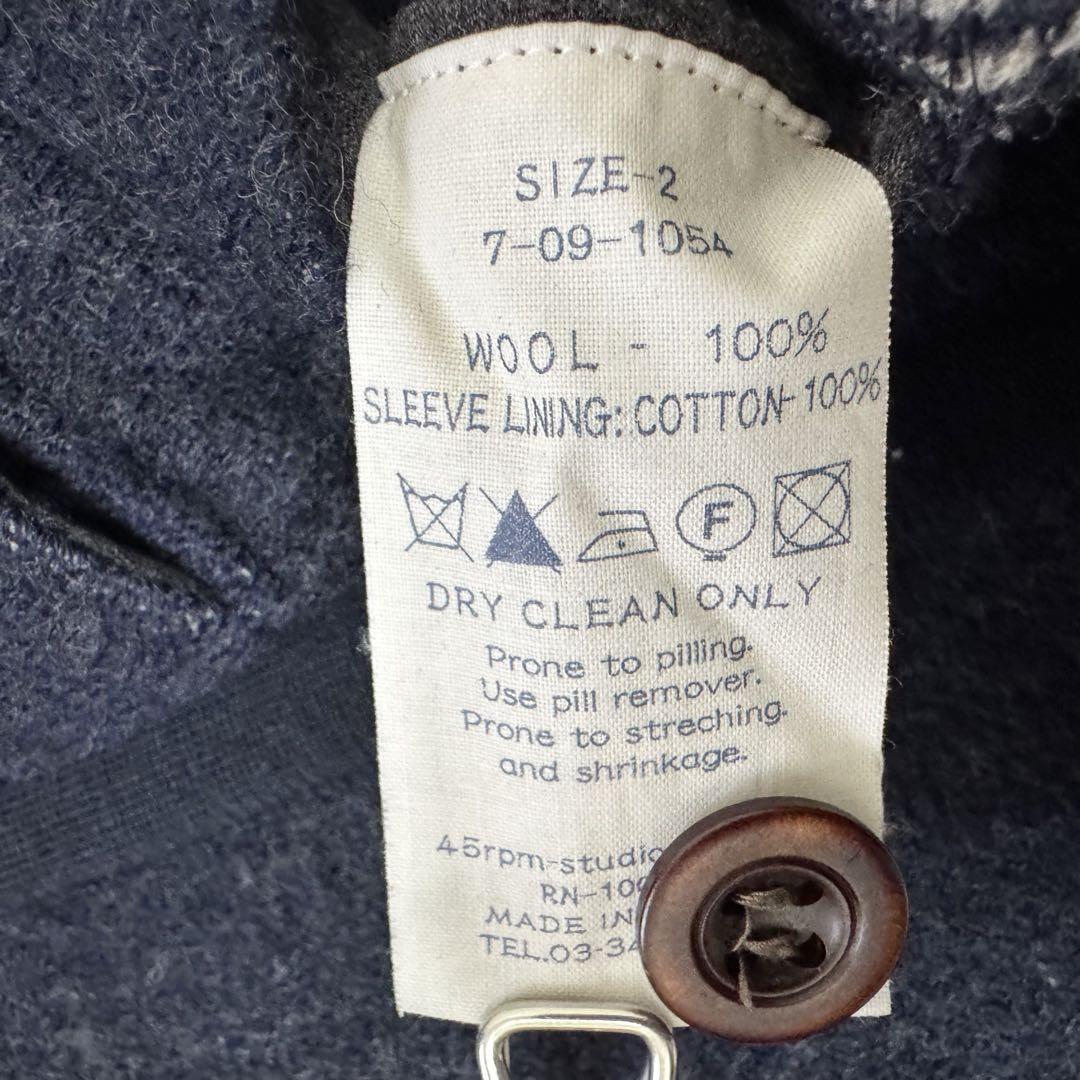 SIZE-2
7-09-1054
WOOL - 100%
SLEEVE LINING: COTTON-100%
F
DRY CLEAN ONLY
Prone to pilling.
Use pill remover.
Prone to streching.
and shrinkage.
45rpm-studio
RN-10
MADE IN
TEL.03-34